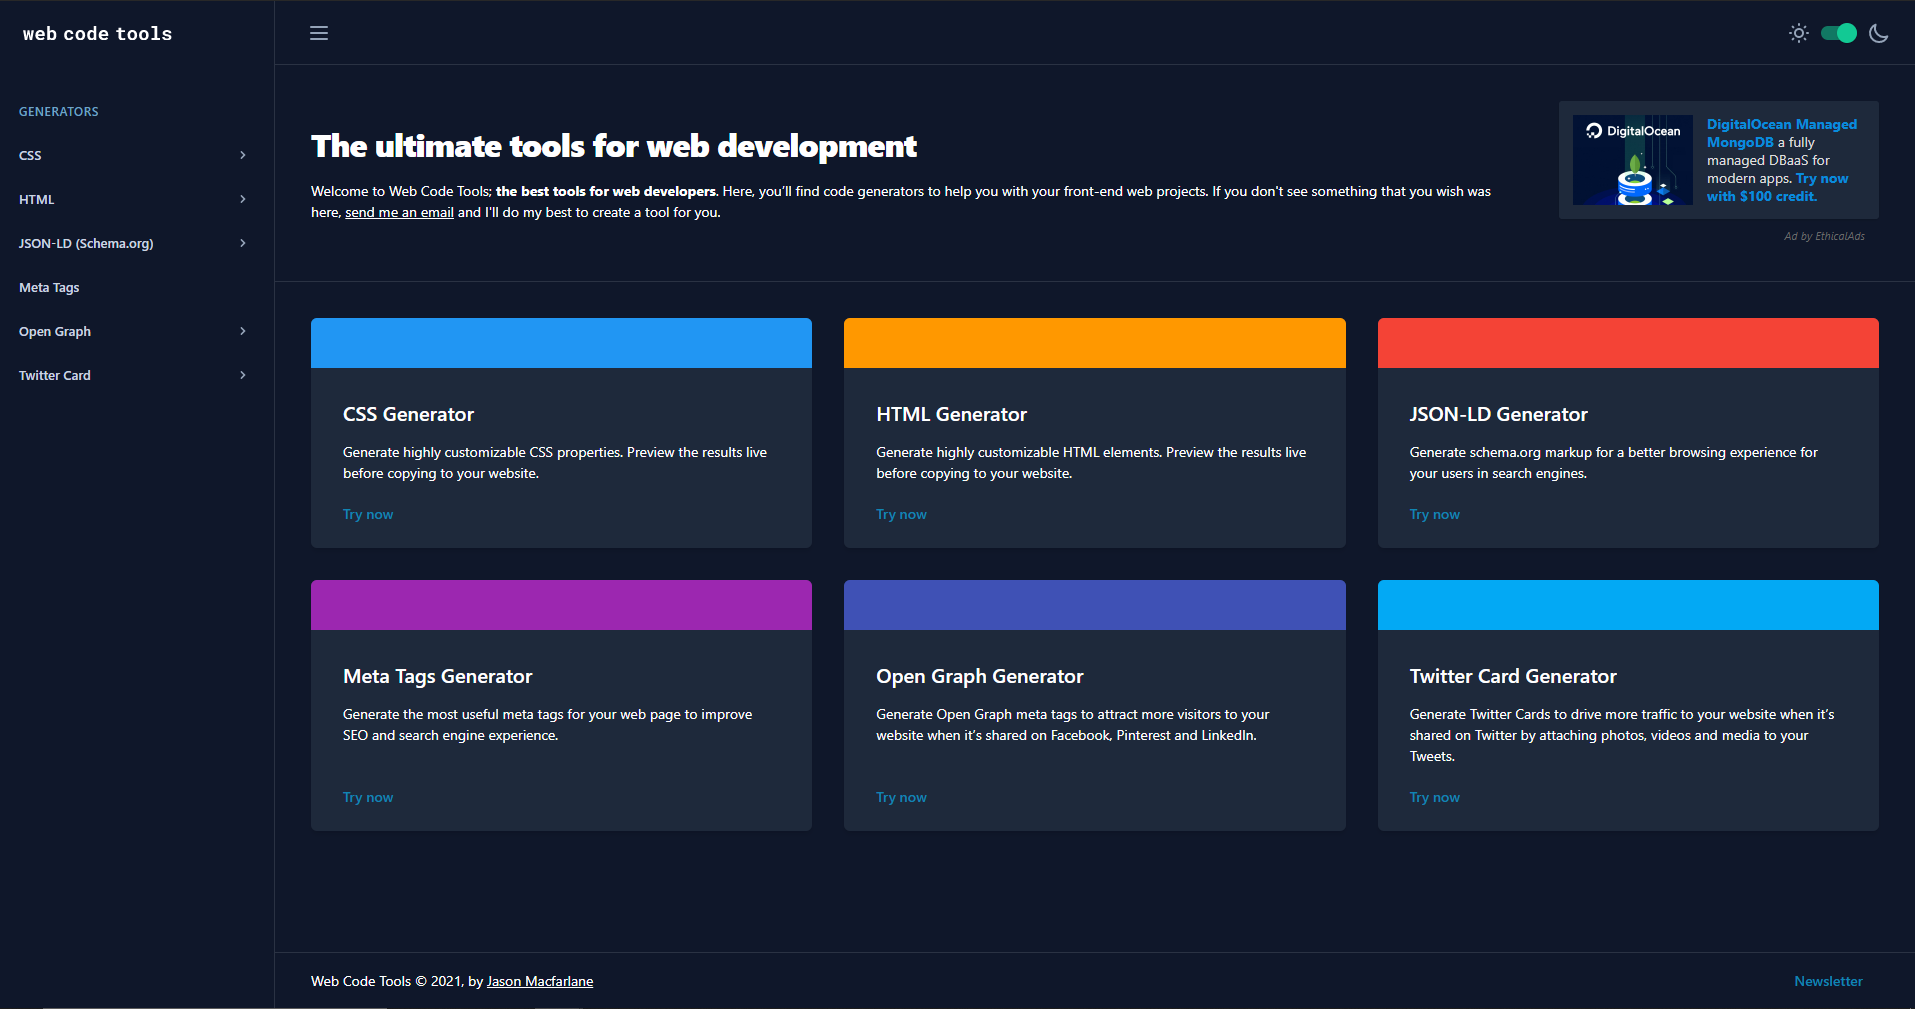 web code tools
GENERATORS
CSS
HTML
JSON-LD (Schema.org)
Meta Tags
Open Graph
Twitter Card
The ultimate tools for web development
Welcome to Web Code Tools; the best tools for web developers. Here, you’ll find code generators to help you with your front-end web projects. If you don't see something that you wish was
here, send me an email and I'll do my best to create a tool for you.
DigitalOcean
DigitalOcean Managed
MongoDB a fully
managed DBaaS for
modern apps. Try now
with $100 credit.
Ad by EthicalAds
CSS Generator
Generate highly customizable CSS properties. Preview the results live
before copying to your website.
Try now
HTML Generator
Generate highly customizable HTML elements. Preview the results live
before copying to your website.
Try now
JSON-LD Generator
Generate schema.org markup for a better browsing experience for
your users in search engines.
Try now
Meta Tags Generator
Generate the most useful meta tags for your web page to improve
SEO and search engine experience.
Try now
Open Graph Generator
Generate Open Graph meta tags to attract more visitors to your
website when it’s shared on Facebook, Pinterest and LinkedIn.
Try now
Twitter Card Generator
Generate Twitter Cards to drive more traffic to your website when it’s
shared on Twitter by attaching photos, videos and media to your
Tweets.
Try now
Web Code Tools © 2021, by Jason Macfarlane
Newsletter